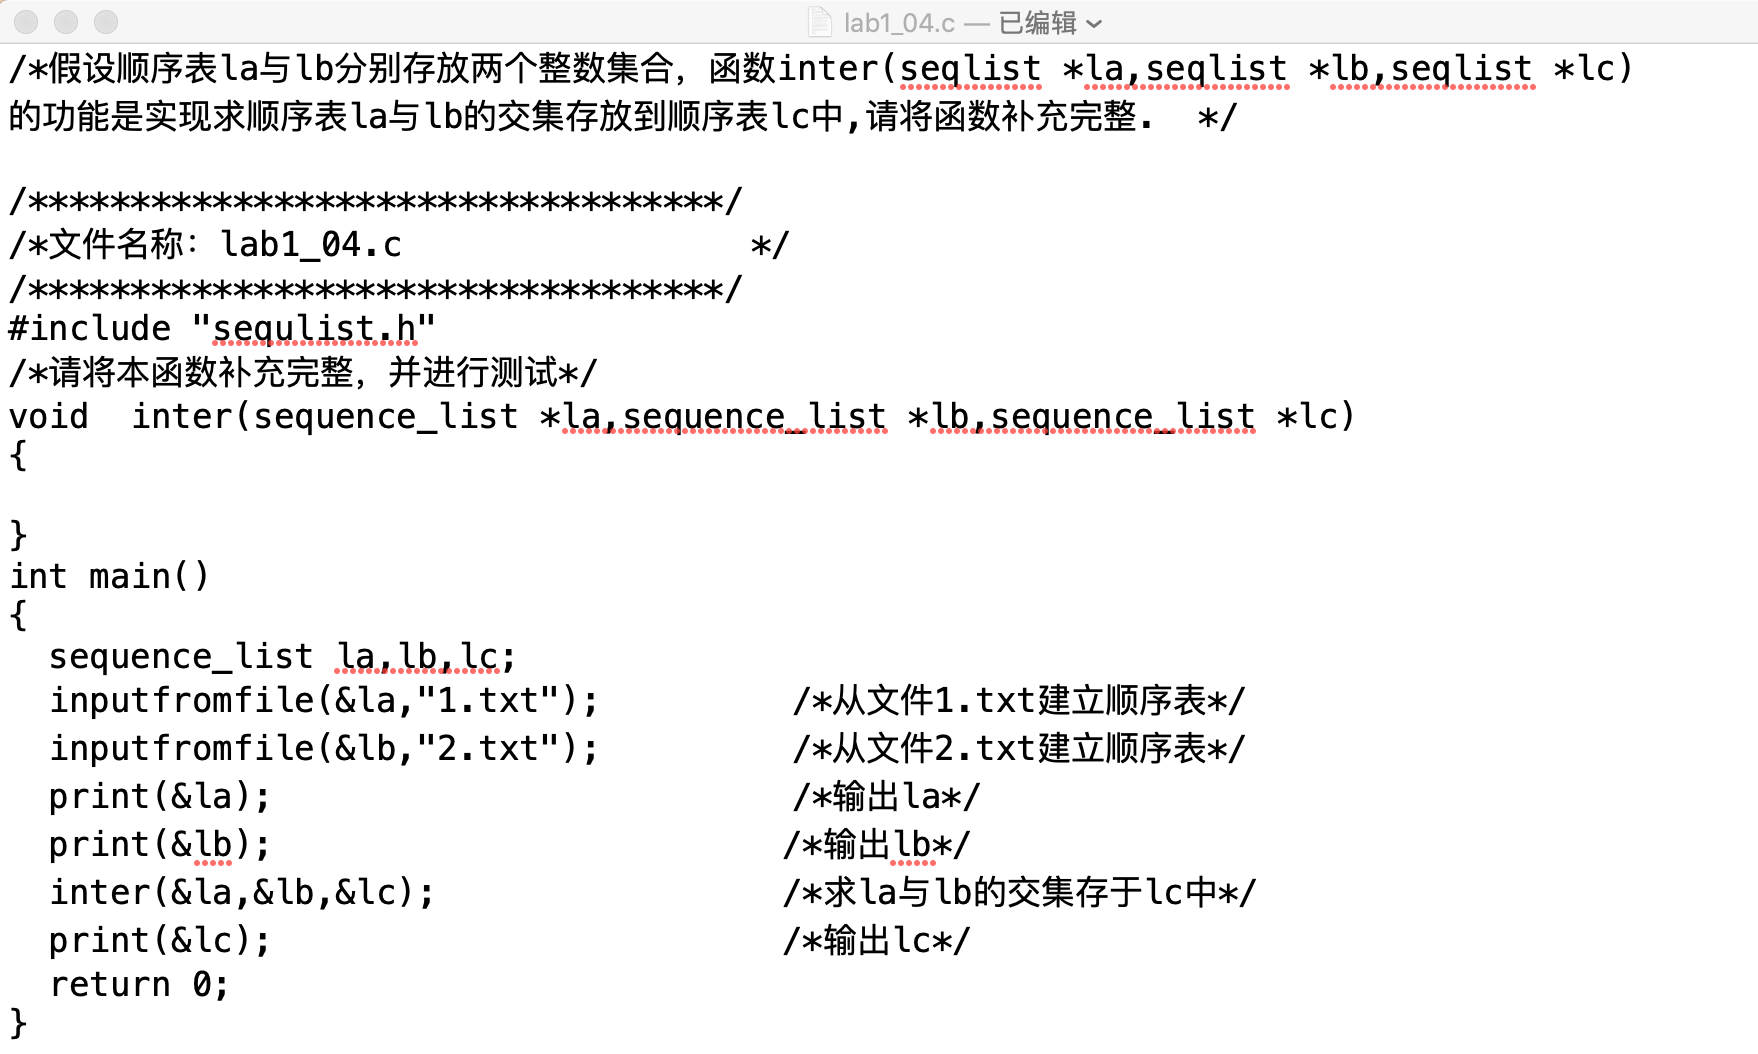 lab1_04.c — 已编辑
/*假设顺序表la与lb分别存放两个整数集合，函数inter(seqlist *la,seqlist *lb,seqlist *lc)
的功能是实现求顺序表la与lb的交集存放到顺序表lc中,请将函数补充完整.  */
/**********************************/
/*文件名称：lab1_04.c                 */
/**********************************/
#include "sequlist.h"
/*请将本函数补充完整，并进行测试*/
void  inter(sequence_list *la,sequence_list *lb,sequence_list *lc)
{
}
int main()
{
  sequence_list la,lb,lc;
  inputfromfile(&la,"1.txt");         /*从文件1.txt建立顺序表*/
  inputfromfile(&lb,"2.txt");         /*从文件2.txt建立顺序表*/
  print(&la);                         /*输出la*/
  print(&lb);                         /*输出lb*/
  inter(&la,&lb,&lc);                 /*求la与lb的交集存于lc中*/
  print(&lc);                         /*输出lc*/
  return 0;
}